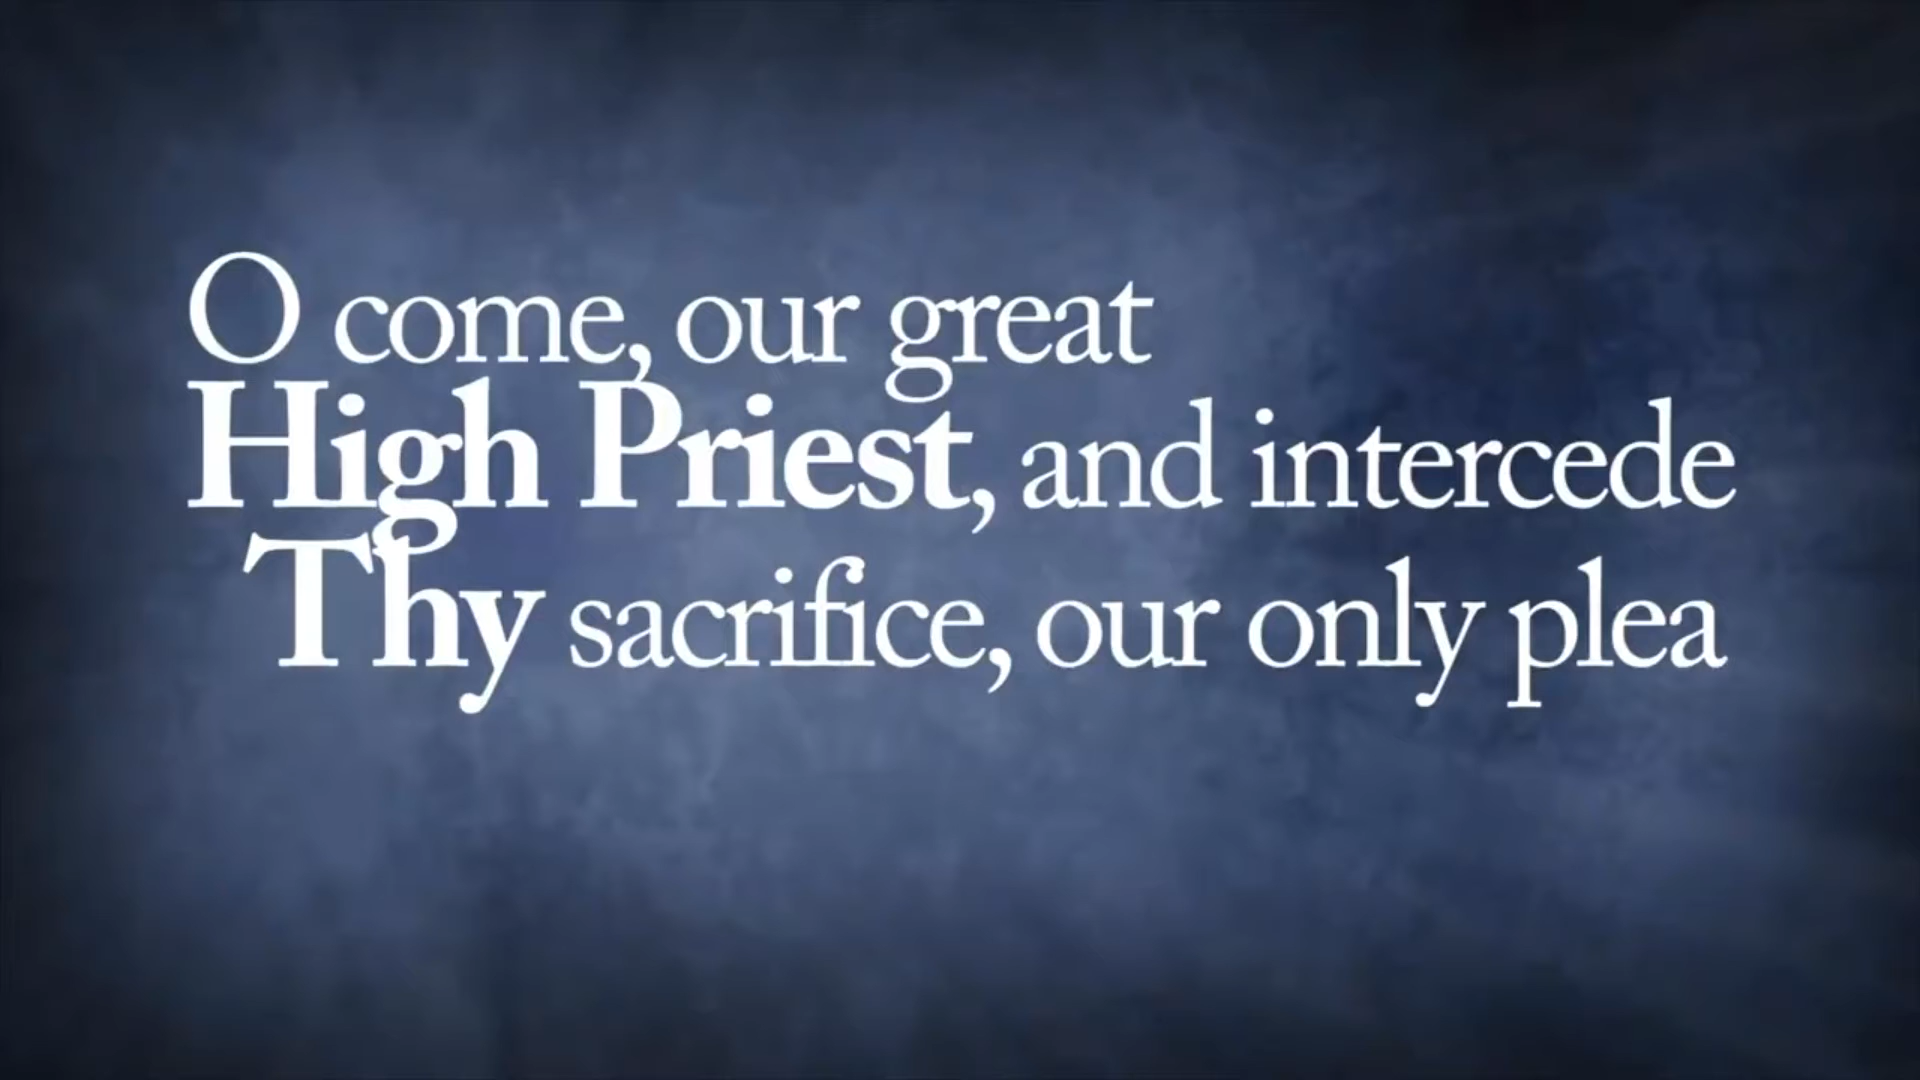 O come, our great
High Priest, and intercede
Thy sacrifice, our only plea